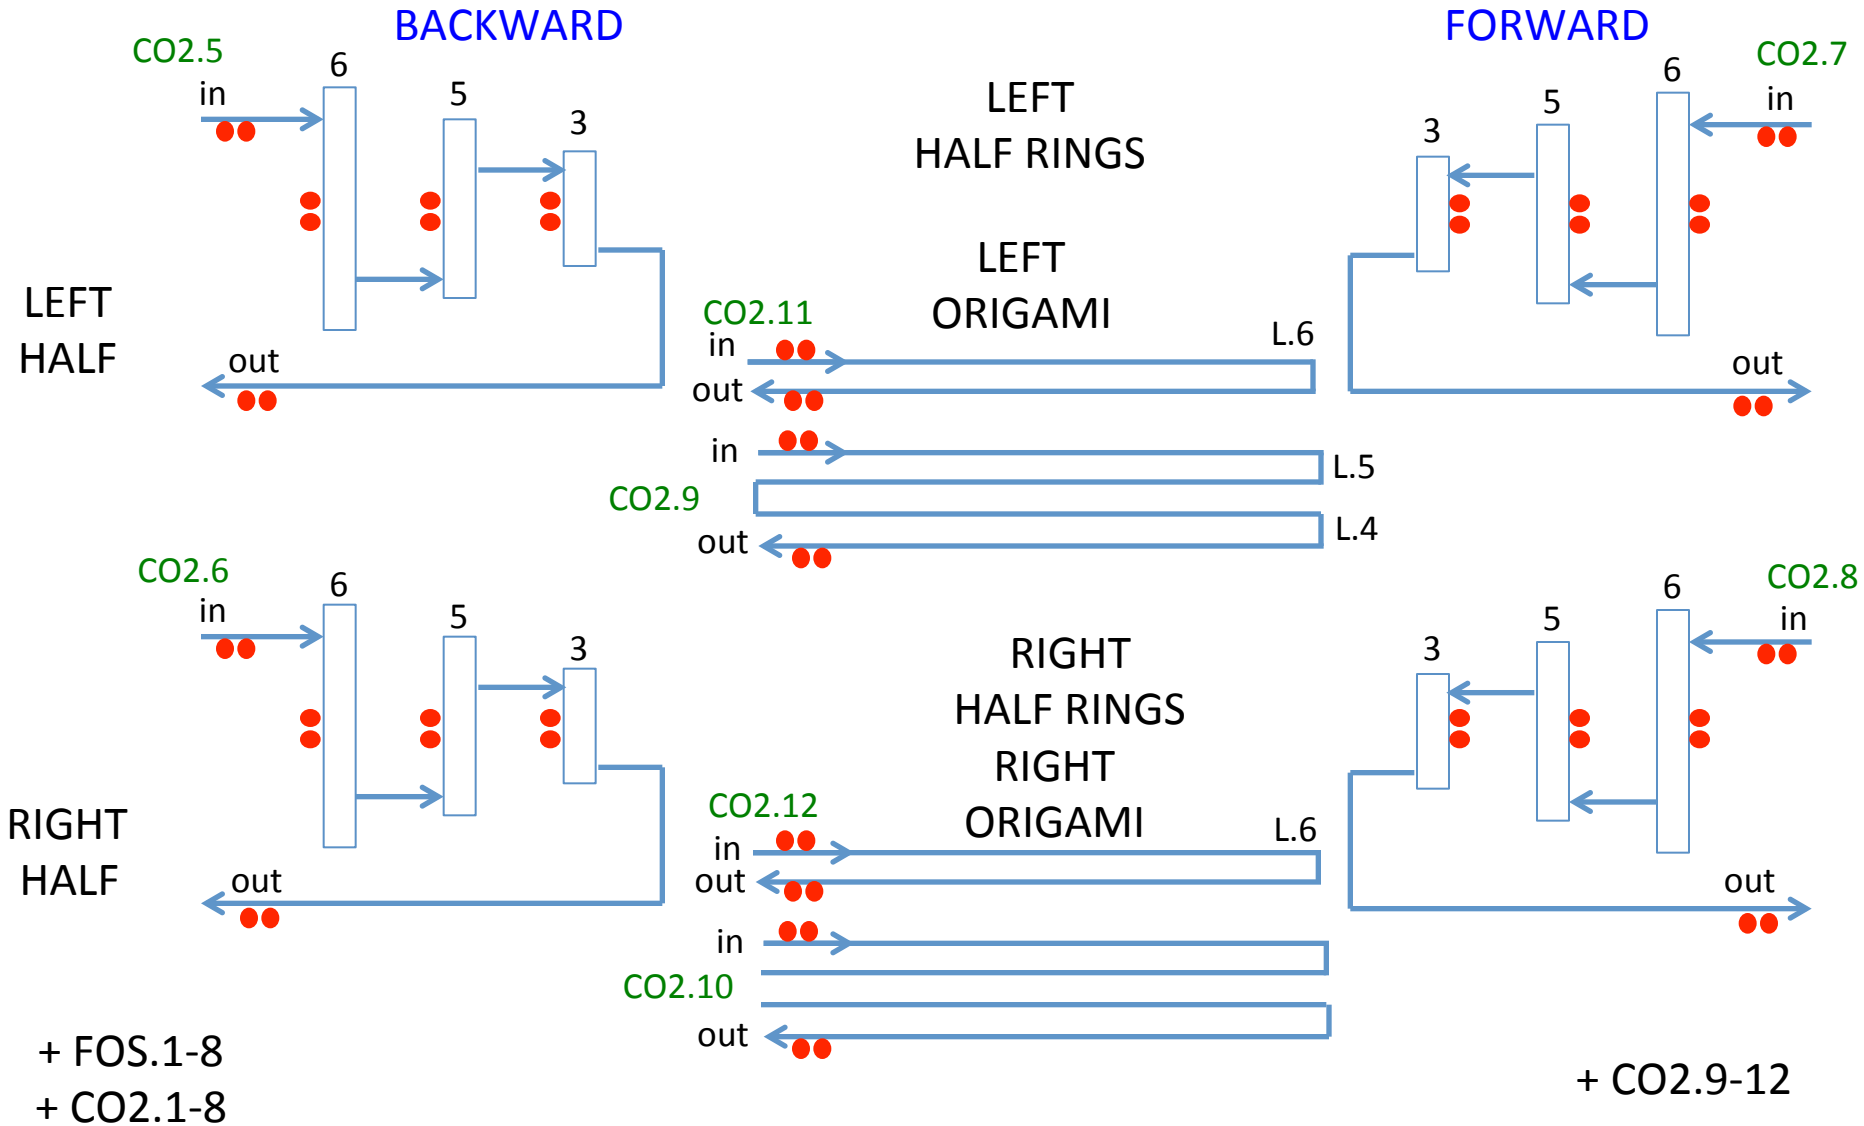 BACKWARD
FORWARD
CO2.5
in
6
5
3
LEFT
HALF RINGS
3
5
6
CO2.7
in
LEFT
HALF
out
LEFT
ORIGAMI
CO2.11
in
L.6
out
out
in
L.5
CO2.9
L.4
out
CO2.6
in
6
5
3
RIGHT
HALF RINGS
3
5
6
CO2.8
in
RIGHT
HALF
out
RIGHT
ORIGAMI
CO2.12
in
L.6
out
out
in
CO2.10
out
+ FOS.1-8
+ CO2.1-8
+ CO2.9-12